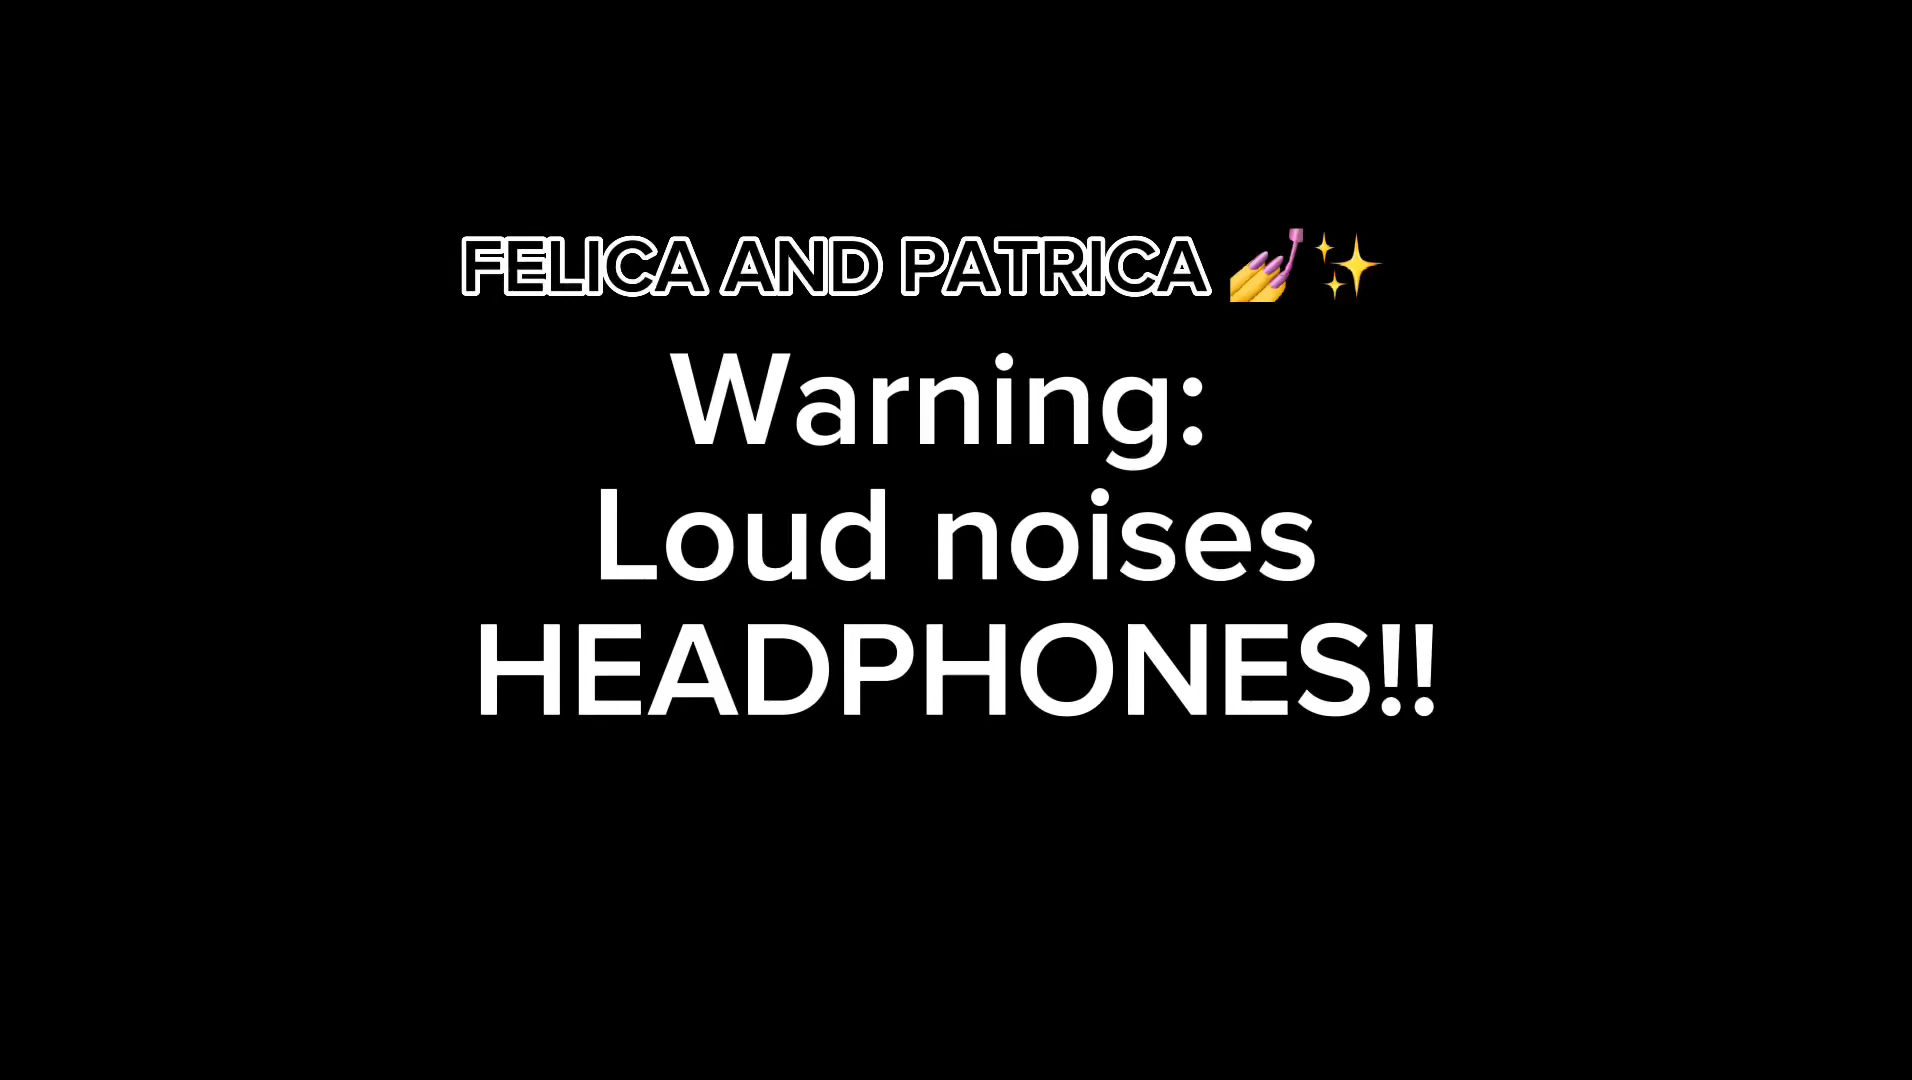 FELICA AND PATRICA 💅✨
Warning:
Loud noises
HEADPHONES!!